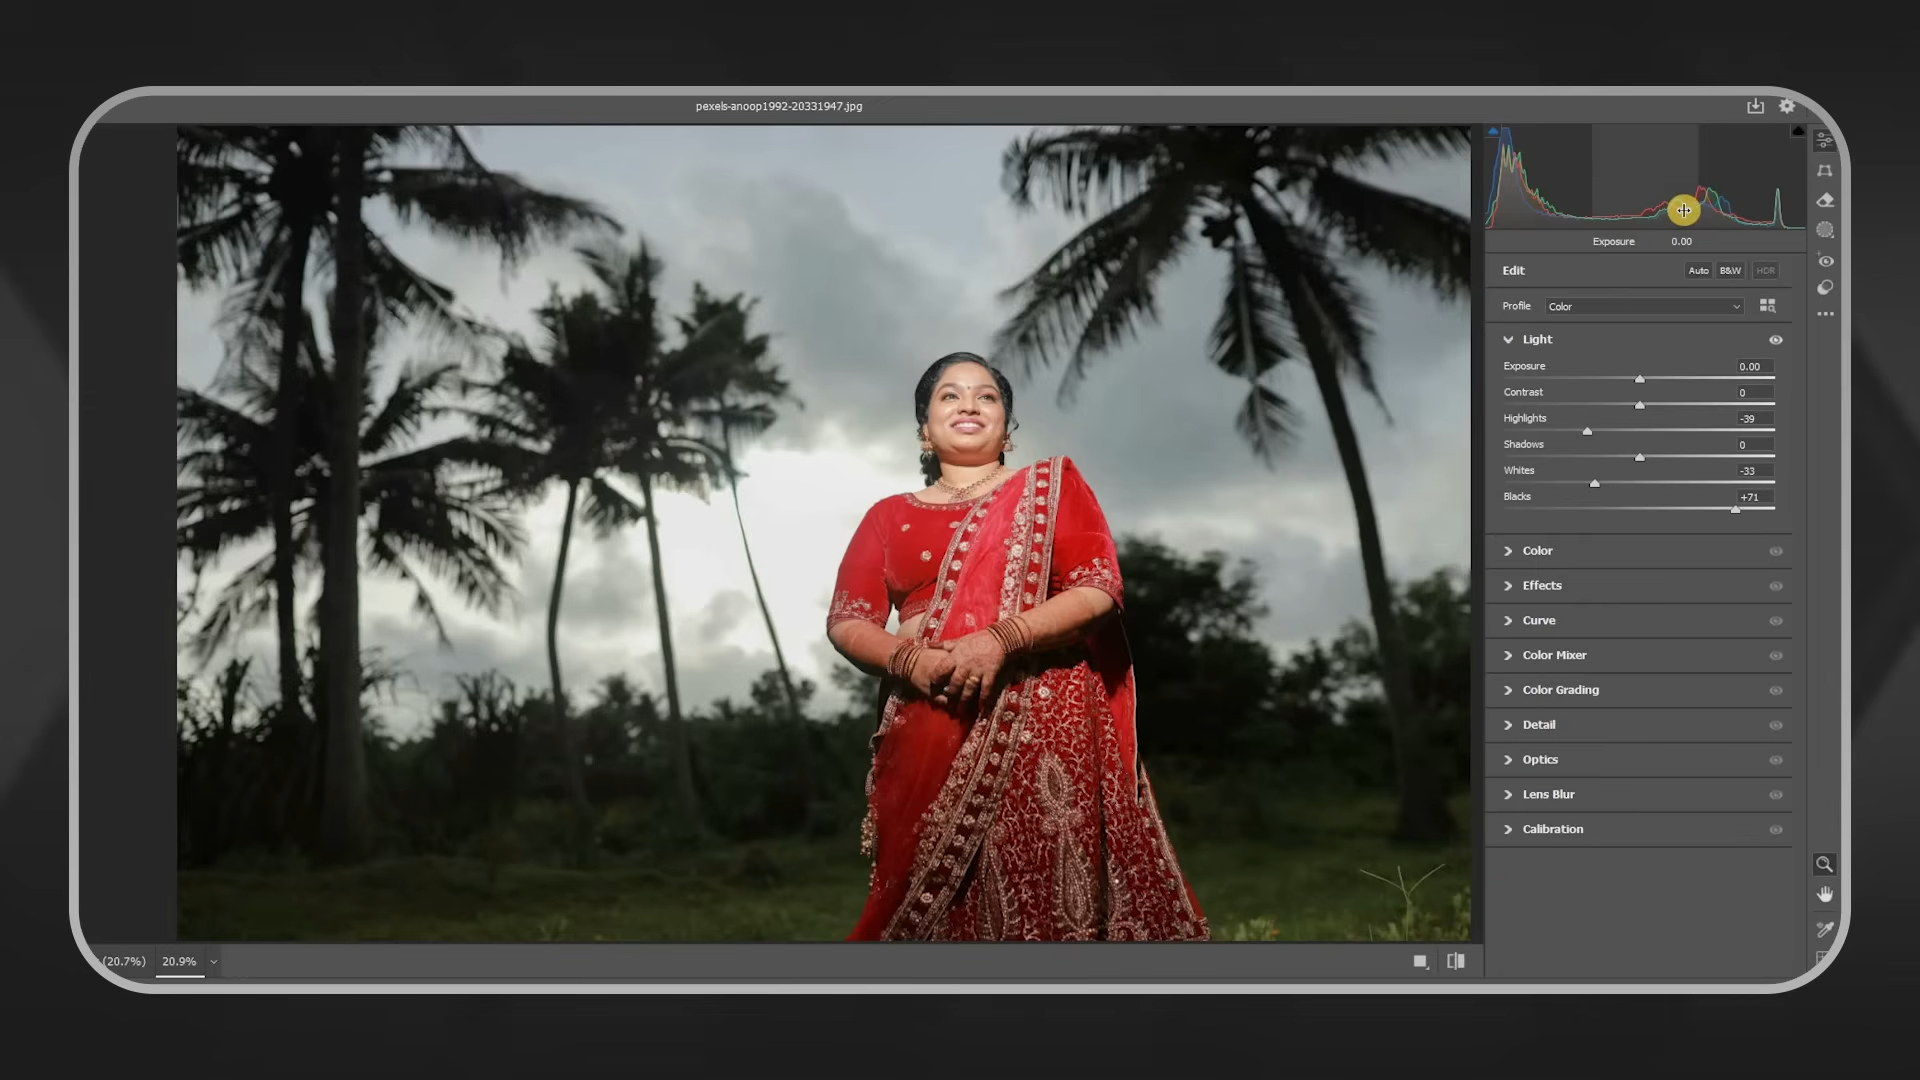 pexels-anoop1992-20331947.jpg
Exposure 0.00
Edit Auto B&W HDR
Profile Color
Light
Exposure 0.00
Contrast 0
Highlights -39
Shadows 0
Whites -33
Blacks +71
Color
Effects
Curve
Color Mixer
Color Grading
Detail
Optics
Lens Blur
Calibration
(20.7%) 20.9%